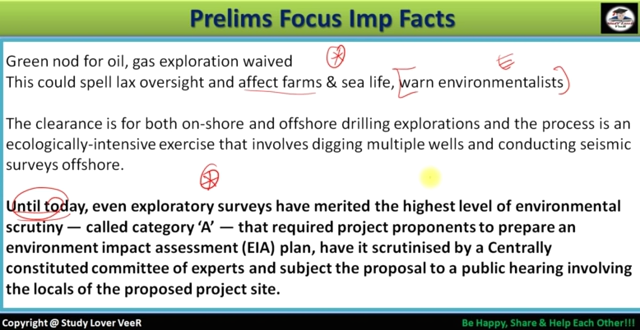 Prelims Focus Imp Facts
Green nod for oil, gas exploration waived
This could spell lax oversight and affect farms & sea life, warn environmentalists
E
The clearance is for both on-shore and offshore drilling explorations and the process is an
ecologically-intensive exercise that involves digging multiple wells and conducting seismic
surveys offshore.
Until today, even exploratory surveys have merited the highest level of environmental
scrutiny — called category ‘A’ — that required project proponents to prepare an
environment impact assessment (EIA) plan, have it scrutinised by a Centrally
constituted committee of experts and subject the proposal to a public hearing involving
the locals of the proposed project site.
Copyright @ Study Lover VeeR
Be Happy, Share & Help Each Other!!!